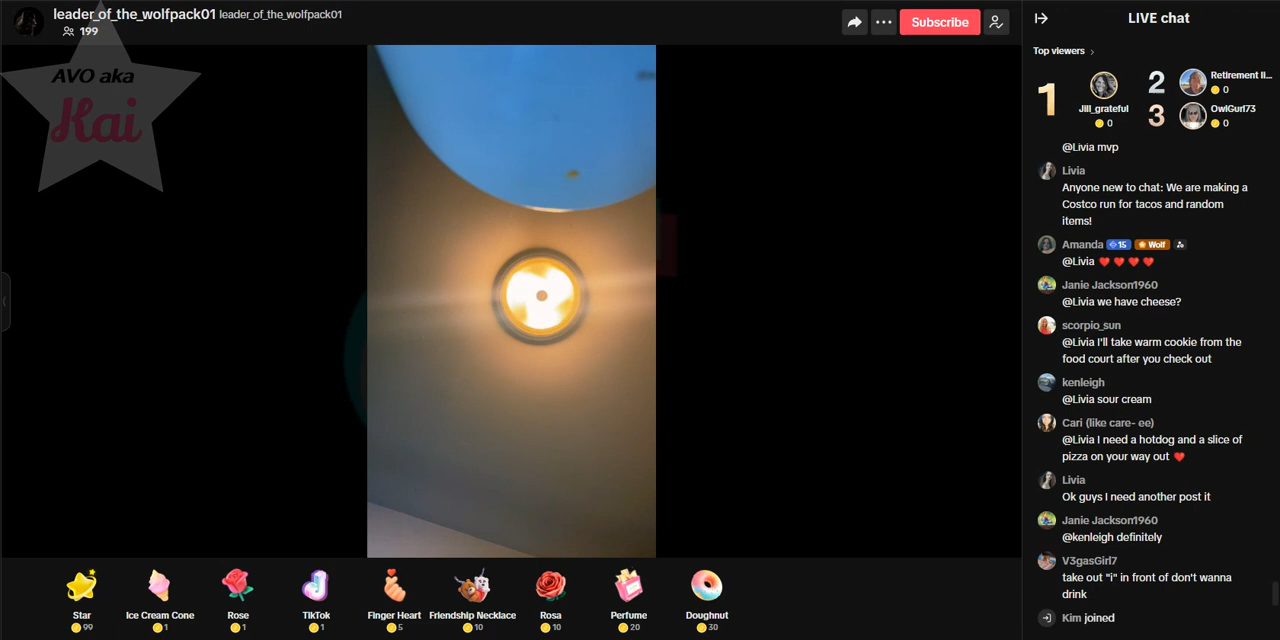 leader_of_the_wolfpack01 leader_of_the_wolfpack01
199
Subscribe
AVO aka
Kai
LIVE chat
Top viewers
1
Jill_grateful
0
2
Retirement li...
0
3
OwlGurl73
0
@Livia mvp
Livia
Anyone new to chat: We are making a
Costco run for tacos and random
items!
Amanda 15 Wolf
@Livia ❤️ ❤️ ❤️ ❤️
Janie Jackson1960
@Livia we have cheese?
scorpio_sun
@Livia I'll take warm cookie from the
food court after you check out
kenleigh
@Livia sour cream
Cari (like care- ee)
@Livia I need a hotdog and a slice of
pizza on your way out ❤️
Livia
Ok guys I need another post it
Janie Jackson1960
@kenleigh definitely
V3gasGirl7
take out "i" in front of don't wanna
drink
Kim joined
Star
99
Ice Cream Cone
1
Rose
1
TikTok
1
Finger Heart
5
Friendship Necklace
10
Rosa
10
Perfume
20
Doughnut
30